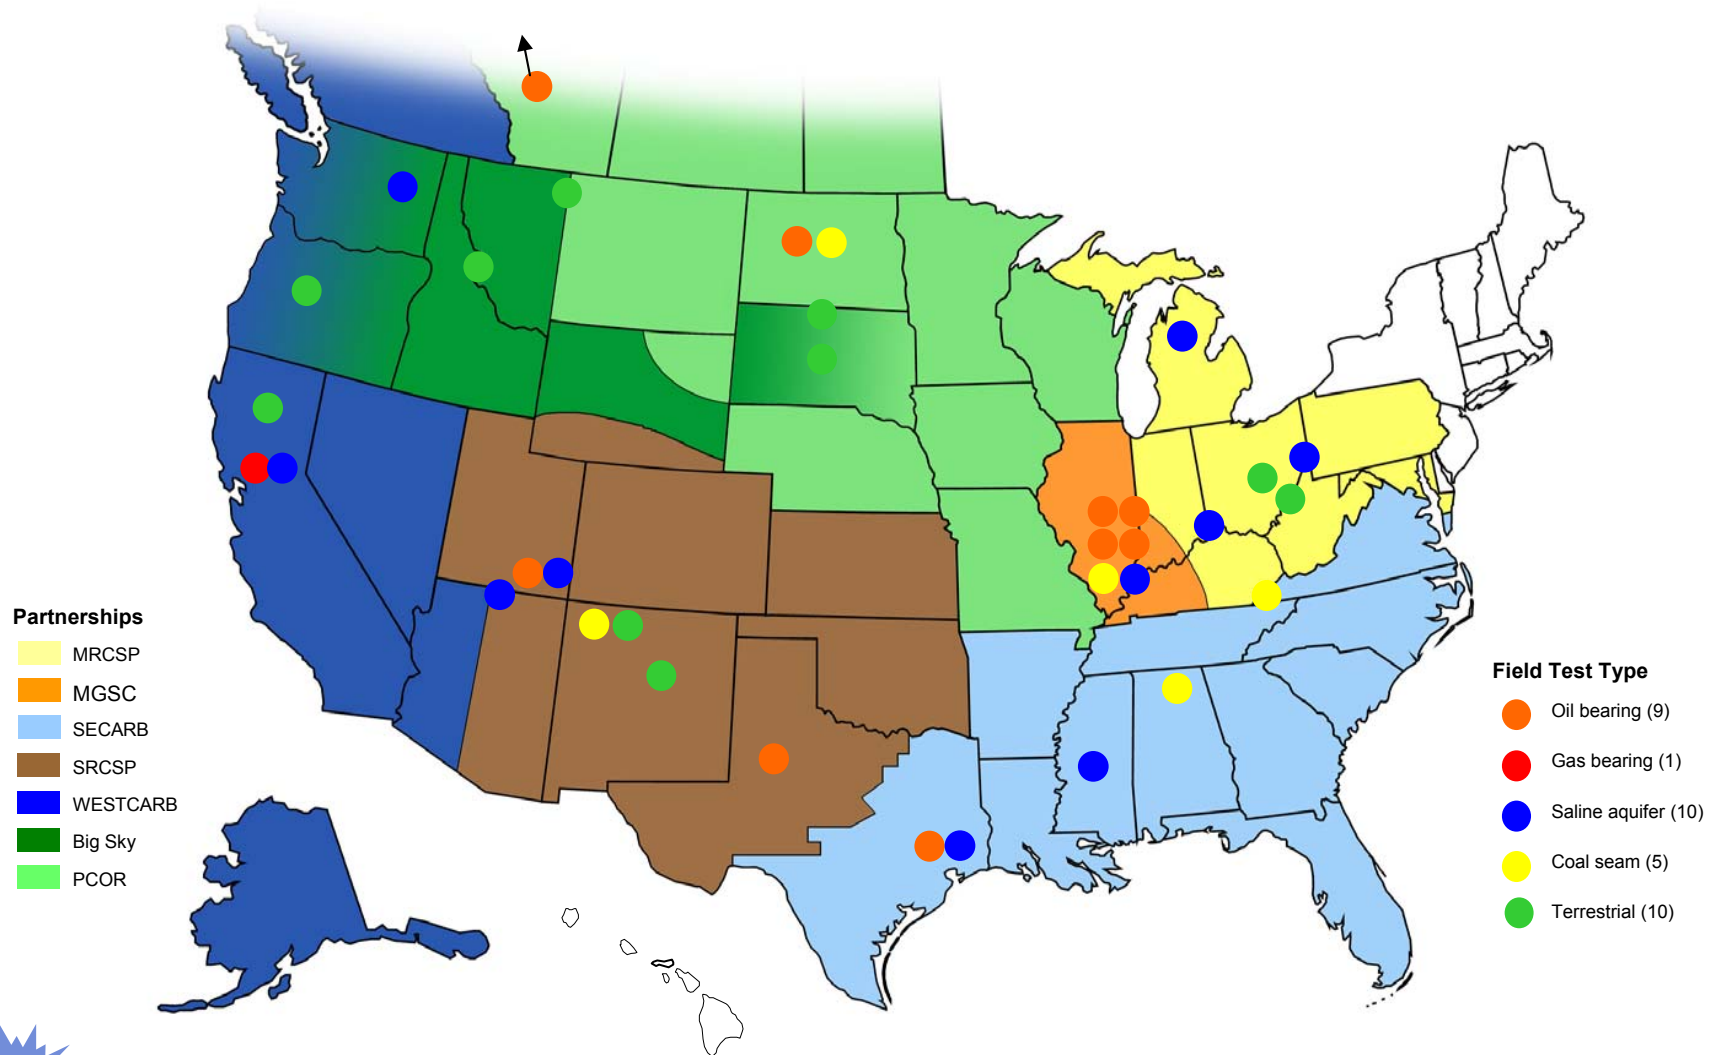 Partnerships
MRCSP
MGSC
SECARB
SRCSP
WESTCARB
Big Sky
PCOR
Field Test Type
Oil bearing (9)
Gas bearing (1)
Saline aquifer (10)
Coal seam (5)
Terrestrial (10)